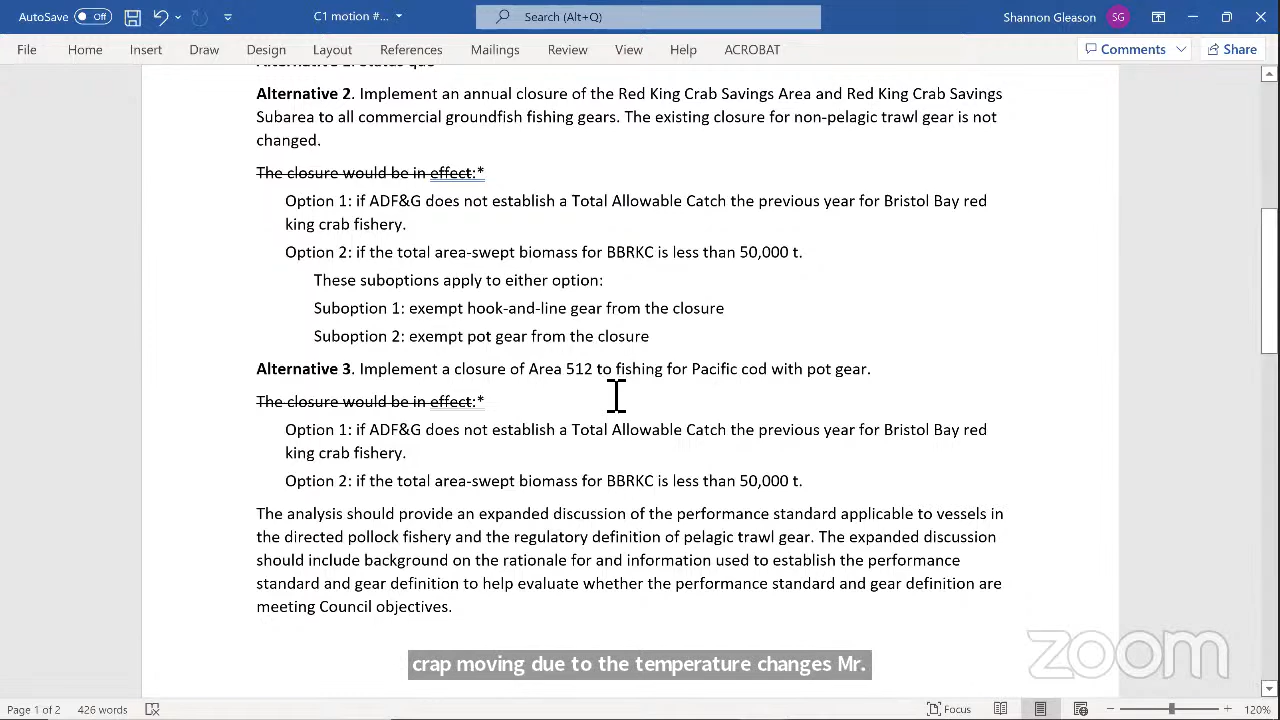 AutoSave Off C1 motion #... Search (Alt+Q) Shannon Gleason SG
File Home Insert Draw Design Layout References Mailings Review View Help ACROBAT Comments Share
Alternative 2. Implement an annual closure of the Red King Crab Savings Area and Red King Crab Savings
Subarea to all commercial groundfish fishing gears. The existing closure for non-pelagic trawl gear is not
changed.
The closure would be in effect:*
Option 1: if ADF&G does not establish a Total Allowable Catch the previous year for Bristol Bay red
king crab fishery.
Option 2: if the total area-swept biomass for BBRKC is less than 50,000 t.
These suboptions apply to either option:
Suboption 1: exempt hook-and-line gear from the closure
Suboption 2: exempt pot gear from the closure
Alternative 3. Implement a closure of Area 512 to fishing for Pacific cod with pot gear.
The closure would be in effect:*
Option 1: if ADF&G does not establish a Total Allowable Catch the previous year for Bristol Bay red
king crab fishery.
Option 2: if the total area-swept biomass for BBRKC is less than 50,000 t.
The analysis should provide an expanded discussion of the performance standard applicable to vessels in
the directed pollock fishery and the regulatory definition of pelagic trawl gear. The expanded discussion
should include background on the rationale for and information used to establish the performance
standard and gear definition to help evaluate whether the performance standard and gear definition are
meeting Council objectives.
crap moving due to the temperature changes Mr.
zoom
Page 1 of 2 426 words Focus 120%